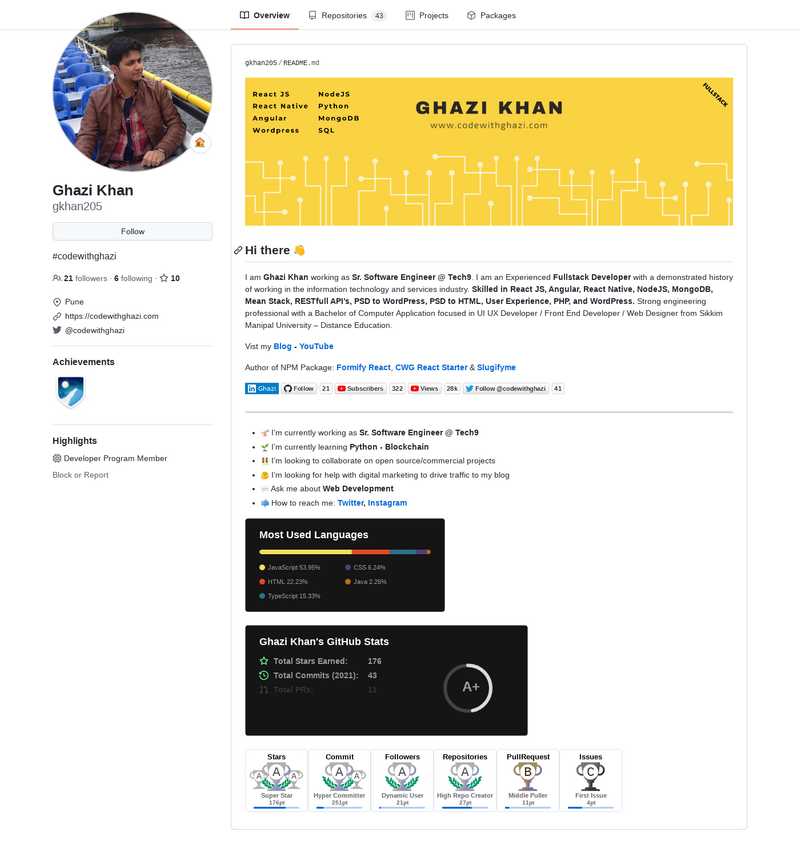 Overview
Repositories 43
Projects
Packages
Ghazi Khan
gkhan205
Follow
#codewithghazi
21 followers · 6 following · 10
Pune
https://codewithghazi.com
@codewithghazi
Achievements
Highlights
Developer Program Member
Block or Report
gkhan205 / README.md
React JS NodeJS
React Native Python
Angular MongoDB
Wordpress SQL
GHAZI KHAN
www.codewithghazi.com
FULLSTACK
Hi there
I am Ghazi Khan working as Sr. Software Engineer @ Tech9. I am an Experienced Fullstack Developer with a demonstrated history
of working in the information technology and services industry. Skilled in React JS, Angular, React Native, NodeJS, MongoDB,
Mean Stack, RESTfull API's, PSD to WordPress, PSD to HTML, User Experience, PHP, and WordPress. Strong engineering
professional with a Bachelor of Computer Application focused in UI UX Developer / Front End Developer / Web Designer from Sikkim
Manipal University – Distance Education.
Vist my Blog - YouTube
Author of NPM Package: Formify React, CWG React Starter & Slugifyme
Ghazi Follow 21 Subscribers 322 Views 28k Follow @codewithghazi 41
I'm currently working as Sr. Software Engineer @ Tech9
I'm currently learning Python - Blockchain
I'm looking to collaborate on open source/commercial projects
I'm looking for help with digital marketing to drive traffic to my blog
Ask me about Web Development
How to reach me: Twitter, Instagram
Most Used Languages
JavaScript 53.95% CSS 6.24%
HTML 22.23% Java 2.25%
TypeScript 15.33%
Ghazi Khan's GitHub Stats
Total Stars Earned: 176
Total Commits (2021): 43
Total PRs:
A+
Stars
A A A
Super Star
176pt
Commit
A A A
Hyper Committer
251pt
Followers
A
Dynamic User
21pt
Repositories
A
High Repo Creator
27pt
PullRequest
B
Middle Puller
11pt
Issues
C
First Issue
4pt